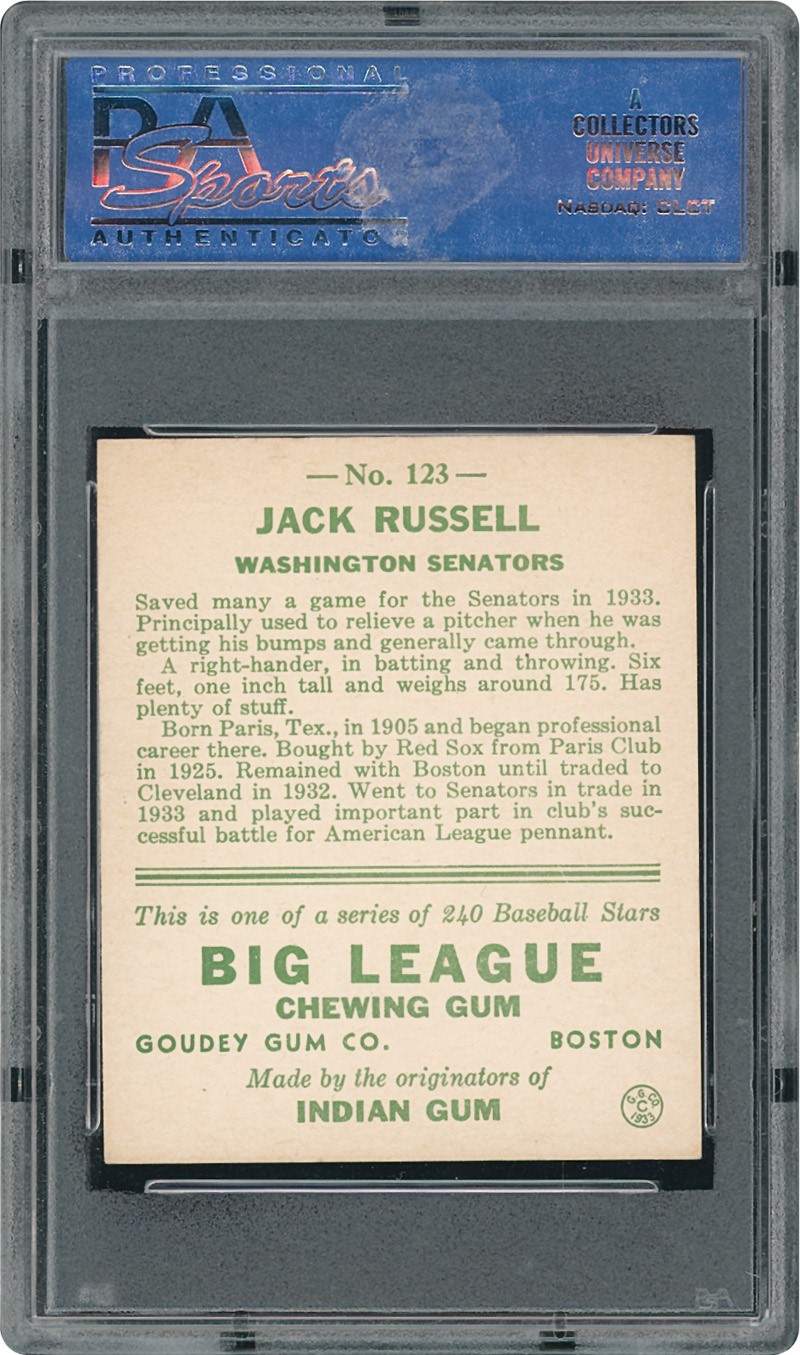 PROFESSIONAL
PSA
Sports
AUTHENTICATO
A
COLLECTORS
UNIVERSE
COMPANY
NASDAQ: CLCT
— No. 123 —
JACK RUSSELL
WASHINGTON SENATORS
Saved many a game for the Senators in 1933.
Principally used to relieve a pitcher when he was
getting his bumps and generally came through.
A right-hander, in batting and throwing. Six
feet, one inch tall and weighs around 175. Has
plenty of stuff.
Born Paris, Tex., in 1905 and began professional
career there. Bought by Red Sox from Paris Club
in 1925. Remained with Boston until traded to
Cleveland in 1932. Went to Senators in trade in
1933 and played important part in club's suc-
cessful battle for American League pennant.
This is one of a series of 240 Baseball Stars
BIG LEAGUE
CHEWING GUM
GOUDEY GUM CO. BOSTON
Made by the originators of
INDIAN GUM
G.G.CO.
C
1933
PSA